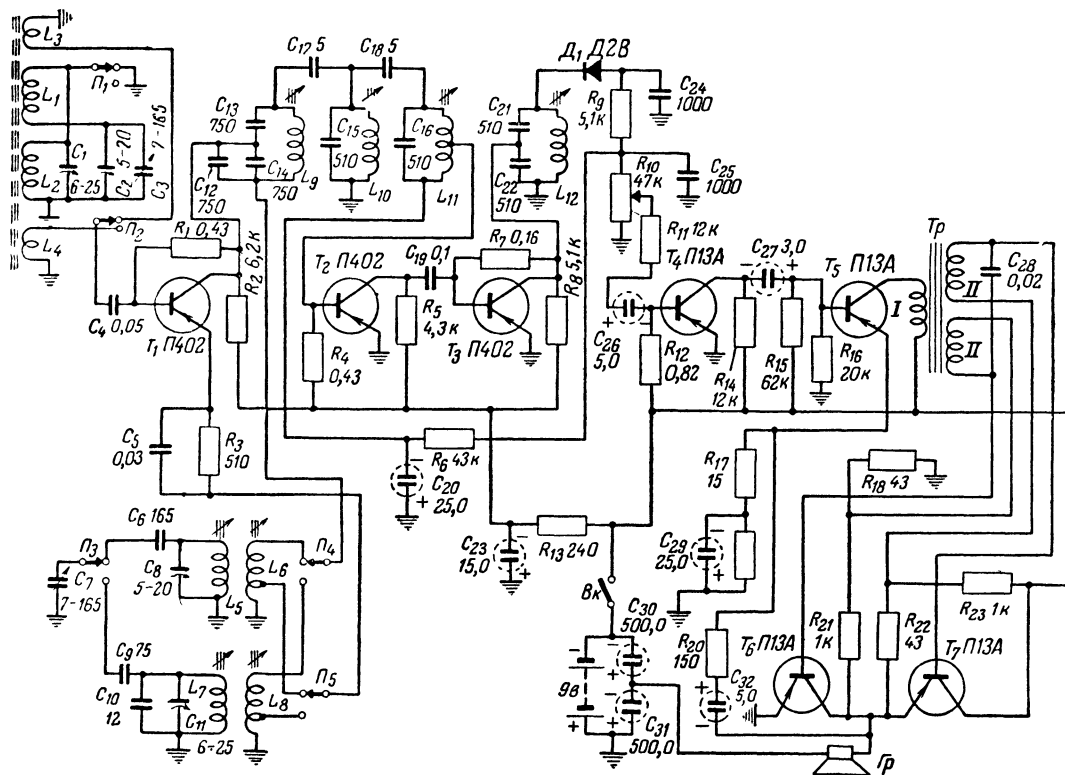 L3
L1
П1
L2
C1
6-25
C2 5-20
C3 7-165
L4
П2
C4 0,05
R1 0,43
T1 П402
R2 6,2к
C12
750
C13
750
C14
750
L9
C17 5
C18 5
C15
510
L10
C16
510
L11
T2 П402
R4
0,43
R5
4,3к
C19 0,1
R7 0,16
T3 П402
R8 5,1к
C21
510
C22
510
L12
Д1 Д2В
R9
5,1к
C24
1000
R10
47к
C25
1000
R11 12к
C26
5,0
T4 П13А
C27 3,0
R12
0,82
R14
12к
R15
62к
T5 П13А
R16
20к
Тр
I
II
II
C28
0,02
C5
0,03
R3
510
R6 43к
C20
25,0
C23
15,0
R13 240
R17
15
R18 43
C29
25,0
C6 165
П3
C7
7-165
C8
5-20
L5
L6
П4
C9 75
C10
12
L7
C11
6÷25
L8
П5
Вк
C30
500,0
9в
C31
500,0
R20
150
C32
5,0
T6 П13А
R21
1к
R22
43
R23 1к
T7 П13А
Гр